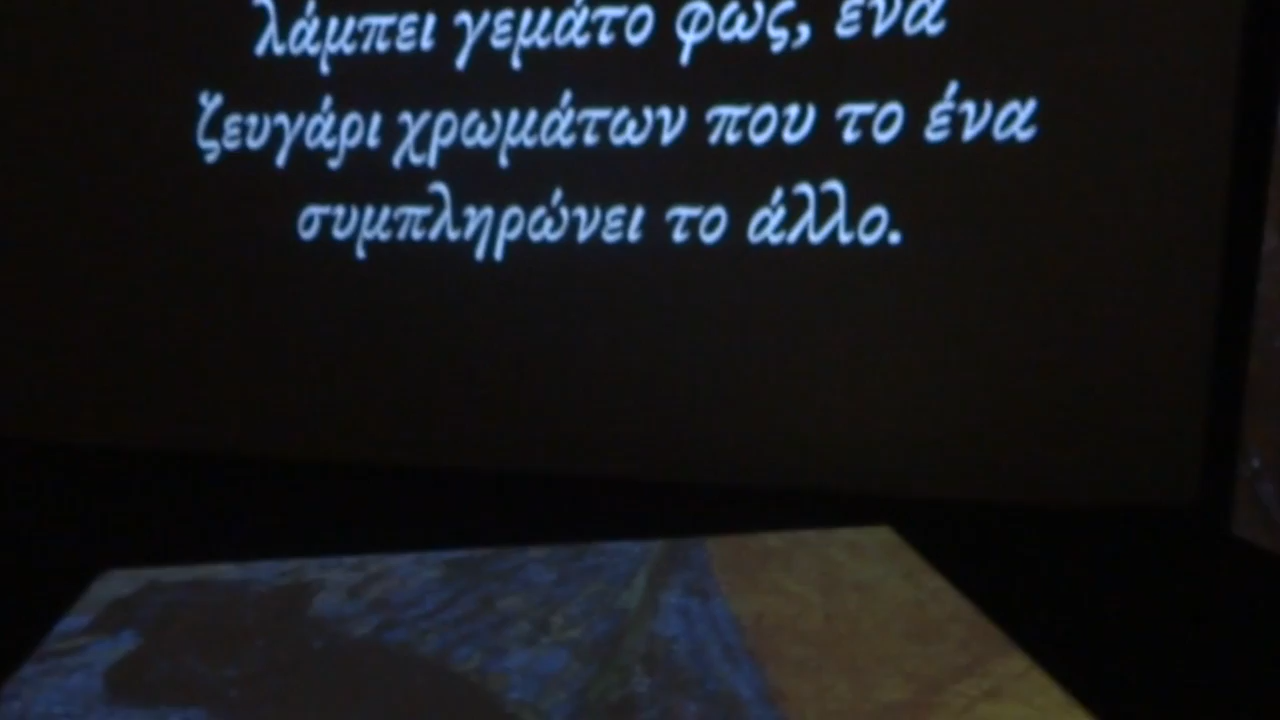 λάμπει γεμάτο φως, ένα
ζευγάρι χρωμάτων που το ένα
συμπληρώνει το άλλο.